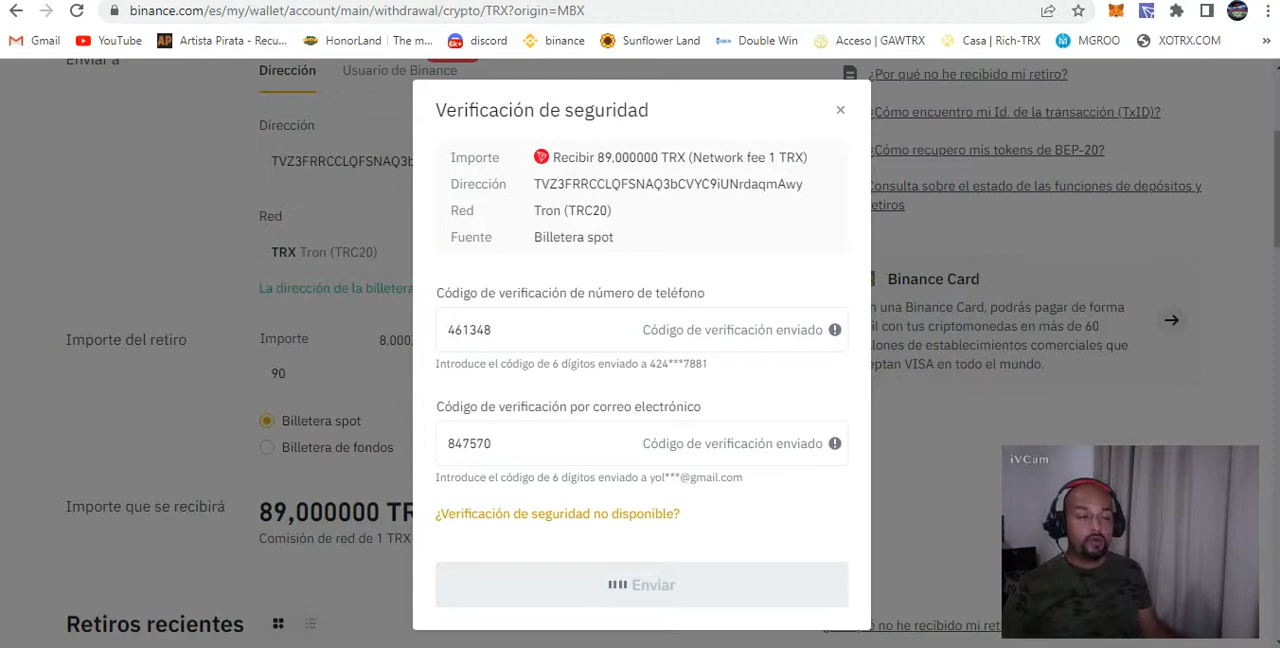 binance.com/es/my/wallet/account/main/withdrawal/crypto/TRX?origin=MBX
Gmail YouTube Artista Pirata - Recu... HonorLand | The m... discord binance Sunflower Land Double Win Acceso | GAWTRX Casa | Rich-TRX MGROO XOTRX.COM »
Enviar a
Dirección Usuario de Binance
Dirección
TVZ3FRRCCLQFSNAQ3b
Red
TRX Tron (TRC20)
La dirección de la billetera
Importe del retiro
Importe 8,000,
90
Billetera spot
Billetera de fondos
Importe que se recibirá
89,000000 TR
Comisión de red de 1 TRX
Retiros recientes
Verificación de seguridad
Importe Recibir 89.000000 TRX (Network fee 1 TRX)
Dirección TVZ3FRRCCLQFSNAQ3bCVYC9iUNrdaqmAwy
Red Tron (TRC20)
Fuente Billetera spot
Código de verificación de número de teléfono
461348 Código de verificación enviado
Introduce el código de 6 dígitos enviado a 424***7881
Código de verificación por correo electrónico
847570 Código de verificación enviado
Introduce el código de 6 dígitos enviado a yol***@gmail.com
¿Verificación de seguridad no disponible?
Enviar
¿Por qué no he recibido mi retiro?
¿Cómo encuentro mi Id. de la transacción (TxID)?
¿Cómo recupero mis tokens de BEP-20?
Consulta sobre el estado de las funciones de depósitos y
etiros
Binance Card
n una Binance Card, podrás pagar de forma
il con tus criptomonedas en más de 60
llones de establecimientos comerciales que
eptan VISA en todo el mundo.
iVCam
é no he recibido mi reti